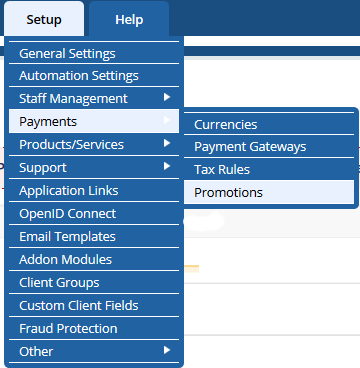 Setup Help
General Settings
Automation Settings
Staff Management
Payments
Products/Services
Support
Application Links
OpenID Connect
Email Templates
Addon Modules
Client Groups
Custom Client Fields
Fraud Protection
Other
Currencies
Payment Gateways
Tax Rules
Promotions